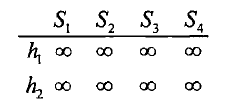 S₁ S₂ S₃ S₄
h₁ ∞ ∞ ∞ ∞
h₂ ∞ ∞ ∞ ∞